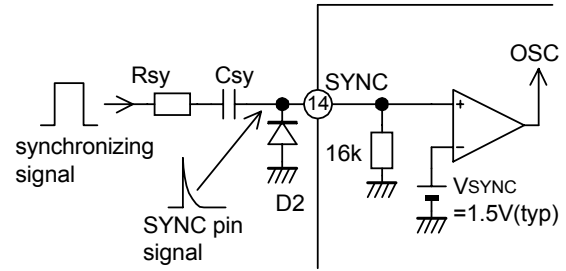 OSC
Rsy
Csy
SYNC
14
+
−
synchronizing
signal
16k
D2
VSYNC
=1.5V(typ)
SYNC pin
signal